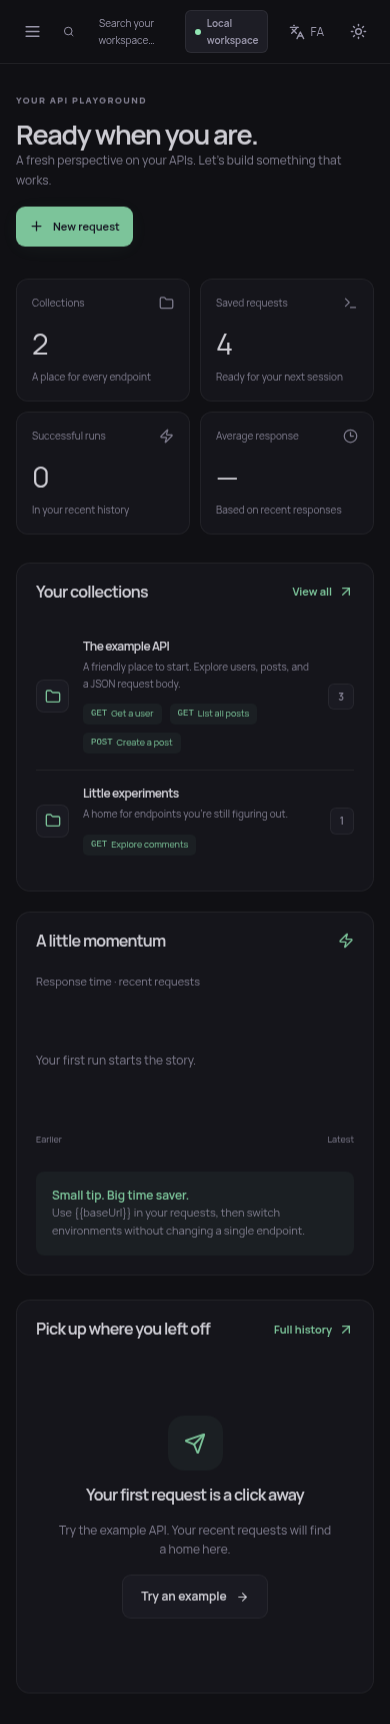 Search your
workspace...
Local
workspace
FA
YOUR API PLAYGROUND
Ready when you are.
A fresh perspective on your APIs. Let's build something that
works.
New request
Collections
2
A place for every endpoint
Saved requests
4
Ready for your next session
Successful runs
0
In your recent history
Average response
—
Based on recent responses
Your collections
View all
The example API
A friendly place to start. Explore users, posts, and
a JSON request body.
GET Get a user
GET List all posts
POST Create a post
3
Little experiments
A home for endpoints you're still figuring out.
GET Explore comments
1
A little momentum
Response time · recent requests
Your first run starts the story.
Earlier
Latest
Small tip. Big time saver.
Use {{baseUrl}} in your requests, then switch
environments without changing a single endpoint.
Pick up where you left off
Full history
Your first request is a click away
Try the example API. Your recent requests will find
a home here.
Try an example